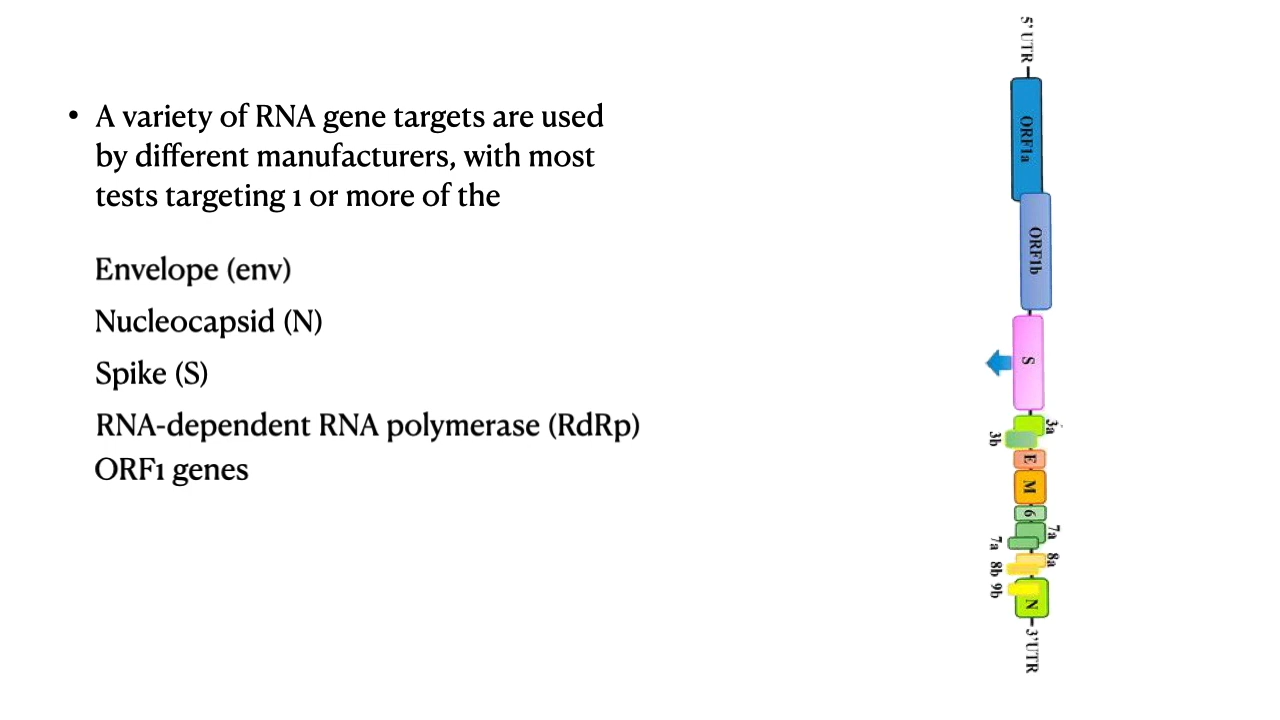 • A variety of RNA gene targets are used
by different manufacturers, with most
tests targeting 1 or more of the
Envelope (env)
Nucleocapsid (N)
Spike (S)
RNA-dependent RNA polymerase (RdRp)
ORF1 genes
5' UTR
ORF1a
ORF1b
S
3a
3b
E
M
6
7a
7a
8a
8b
9b
N
3'UTR